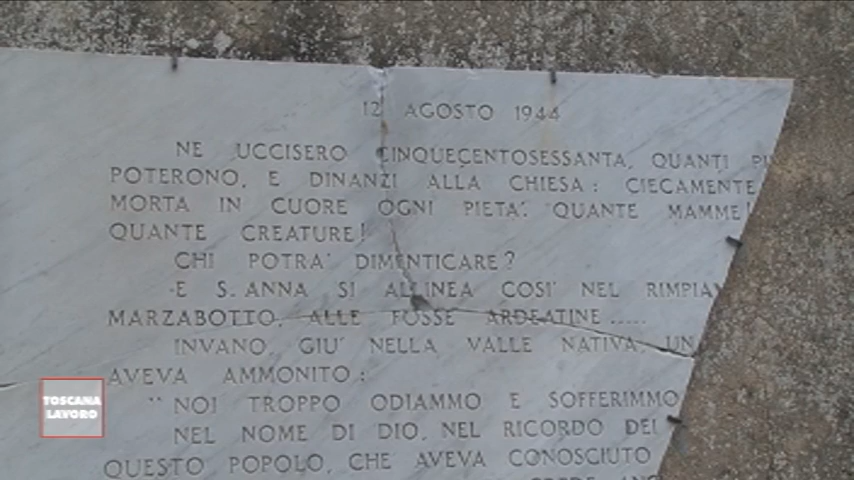 12 AGOSTO 1944
NE UCCISERO CINQUECENTOSESSANTA, QUANTI
POTERONO, E DINANZI ALLA CHIESA: CIECAMENTE
MORTA IN CUORE OGNI PIETA'. QUANTE MAMME!
QUANTE CREATURE!
CHI POTRA' DIMENTICARE?
E S. ANNA SI ALLINEA COSI' NEL
MARZABOTTO, ALLE FOSSE ARDEATINE .....
INVANO, GIU' NELLA VALLE NATIVA, UN
AVEVA AMMONITO:
"NOI TROPPO ODIAMMO E SOFFERIMMO
NEL NOME DI DIO, NEL RICORDO DEI
QUESTO POPOLO, CHE AVEVA CONOSCIUTO
TOSCANA
LAVORO